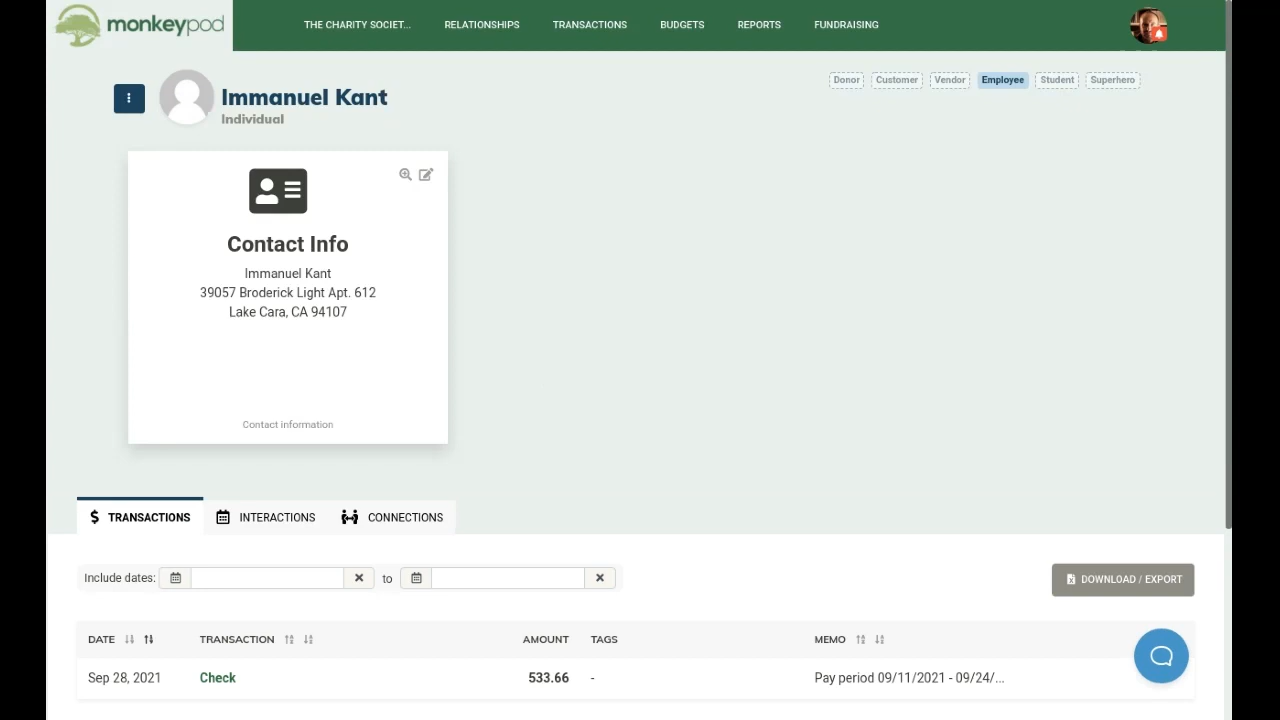 monkeypod
THE CHARITY SOCIET... RELATIONSHIPS TRANSACTIONS BUDGETS REPORTS FUNDRAISING
Donor Customer Vendor Employee Student Superhero
Immanuel Kant
Individual
Contact Info
Immanuel Kant
39057 Broderick Light Apt. 612
Lake Cara, CA 94107
Contact information
TRANSACTIONS INTERACTIONS CONNECTIONS
Include dates: to
DOWNLOAD / EXPORT
DATE TRANSACTION AMOUNT TAGS MEMO
Sep 28, 2021 Check 533.66 - Pay period 09/11/2021 - 09/24/...